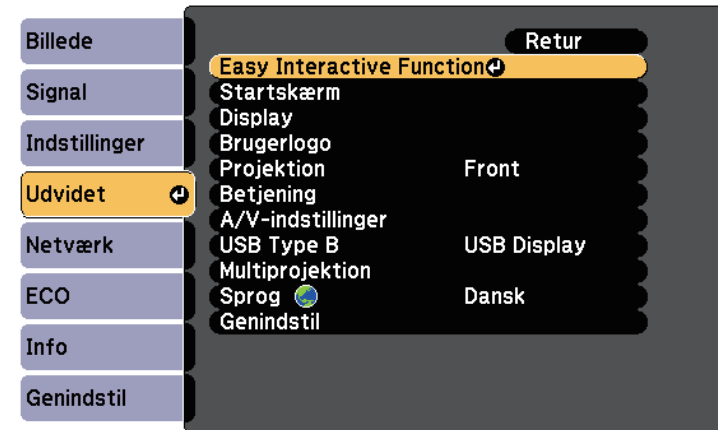 Billede
Signal
Indstillinger
Udvidet
Netværk
ECO
Info
Genindstil
Retur
Easy Interactive Function
Startskærm
Display
Brugerlogo
Projektion Front
Betjening
A/V-indstillinger
USB Type B USB Display
Multiprojektion
Sprog Dansk
Genindstil